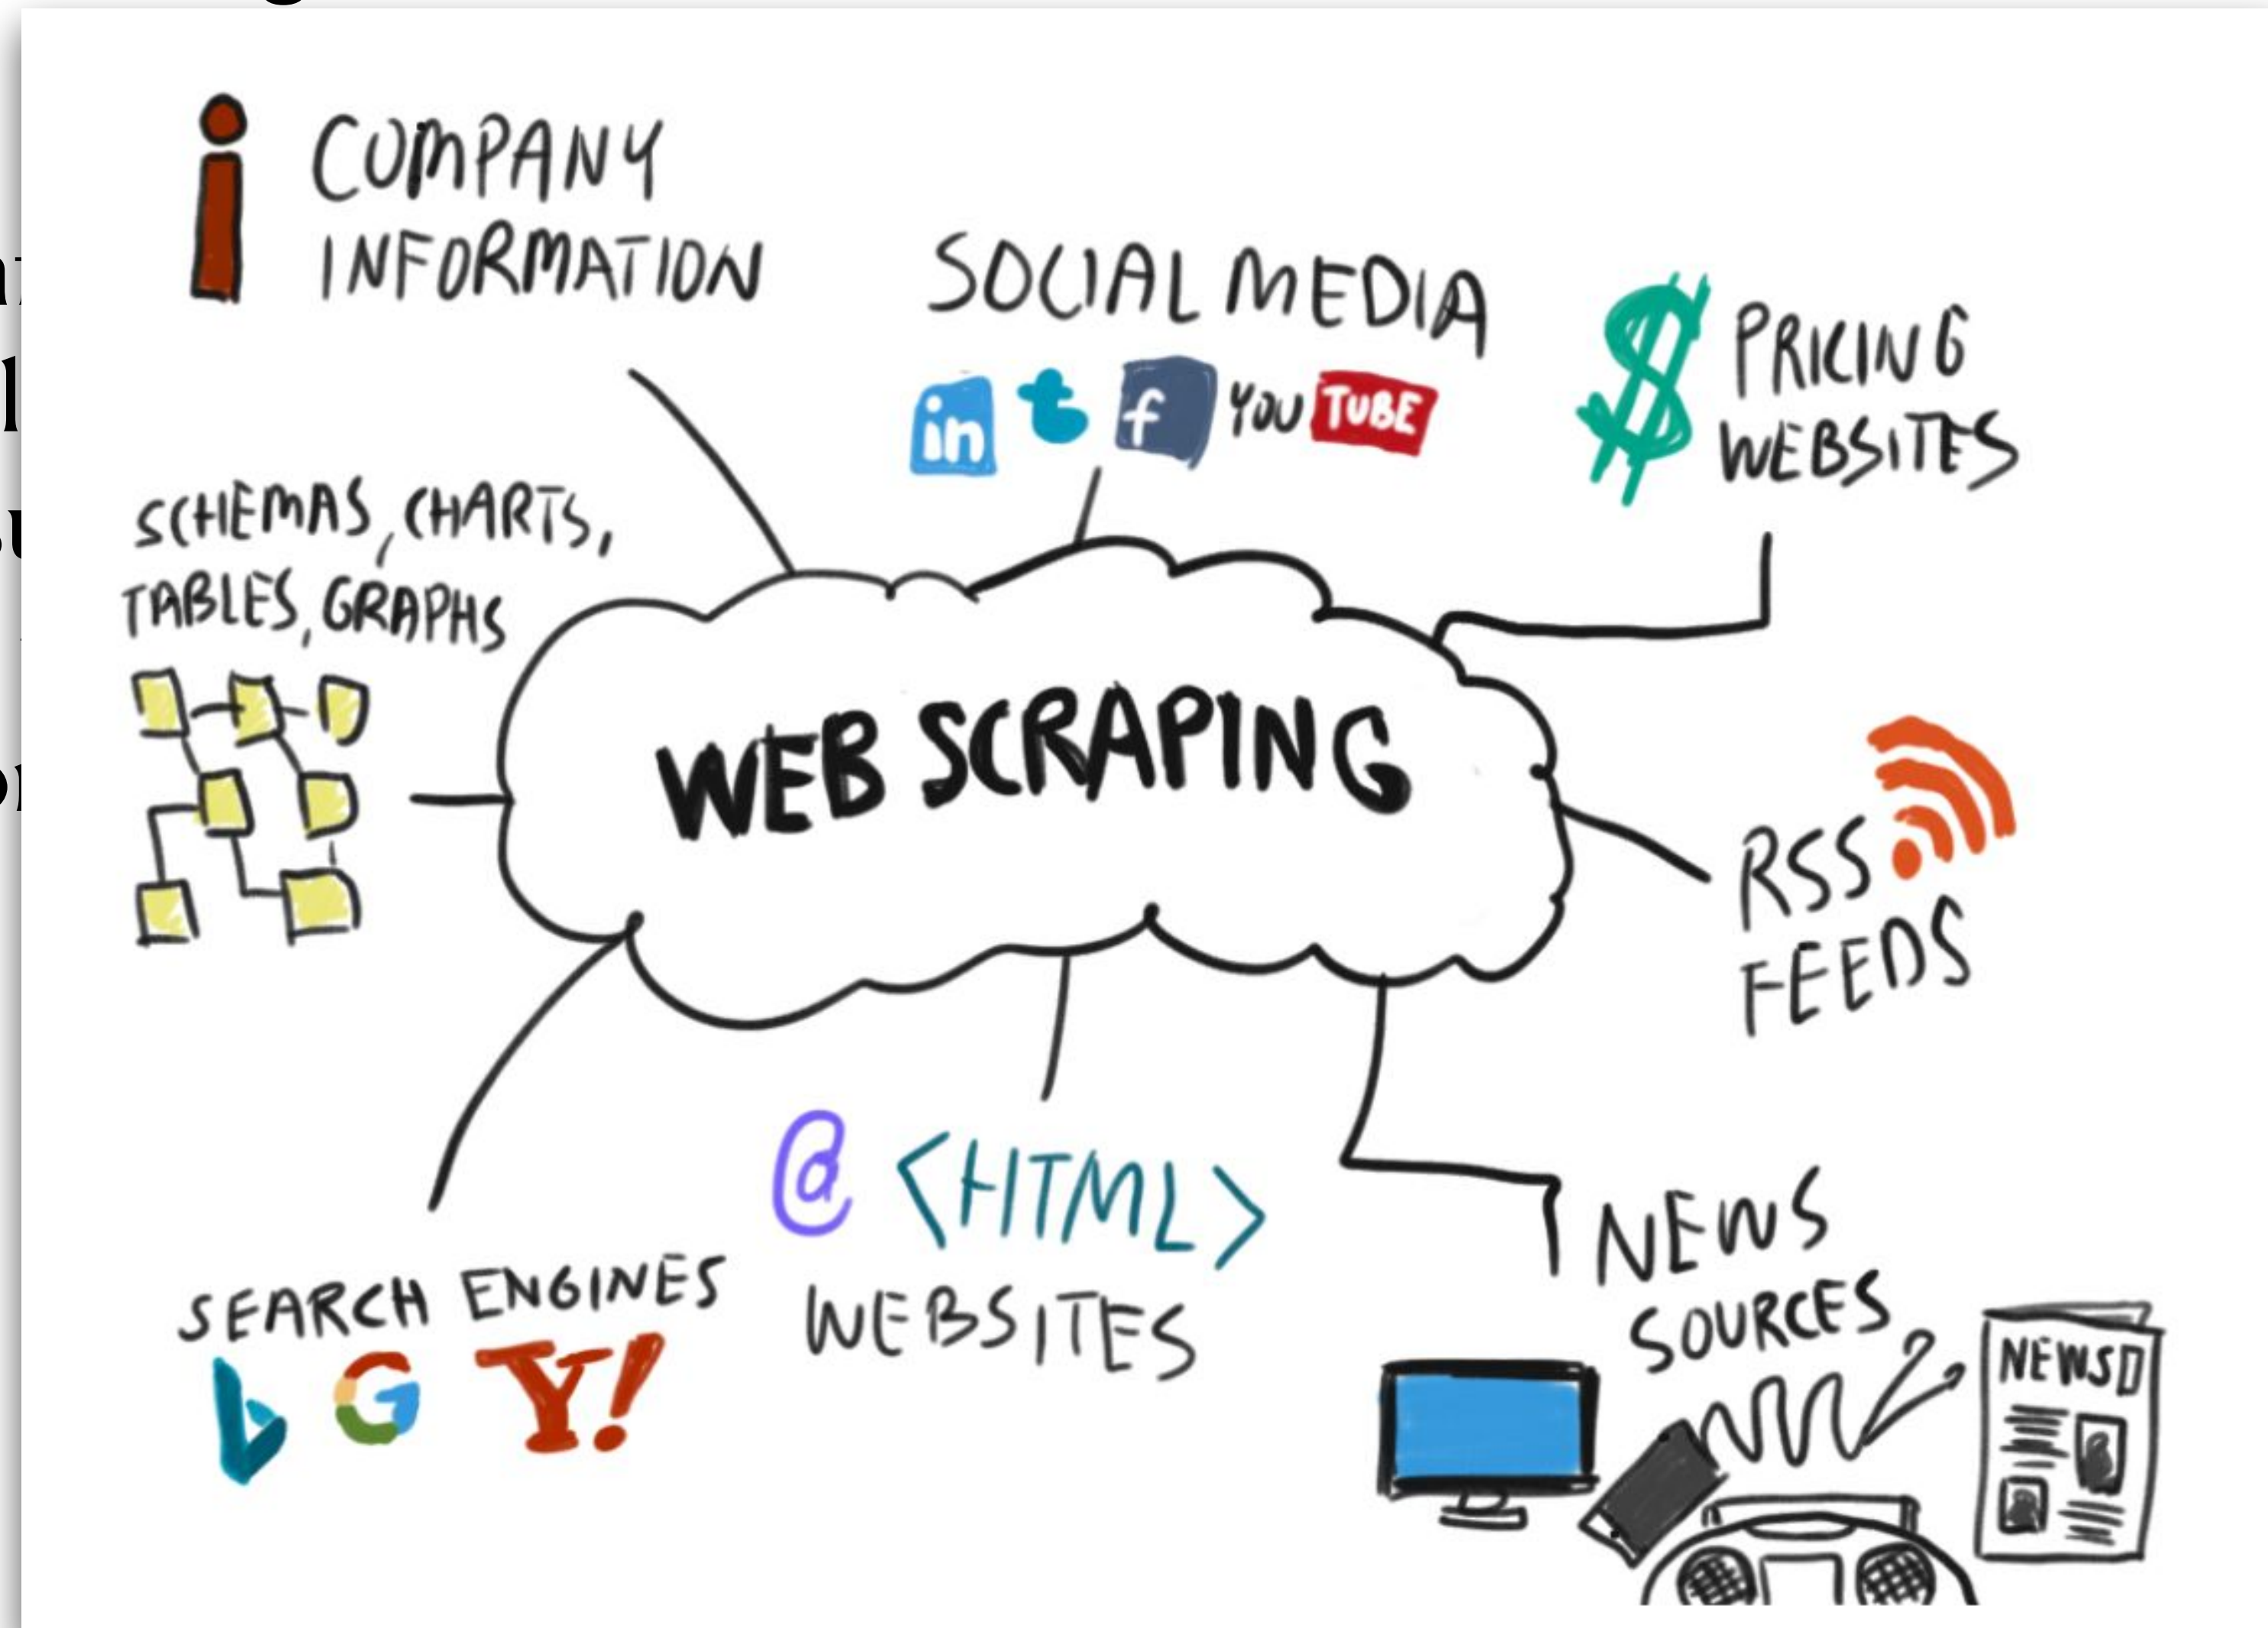 COMPANY
INFORMATION
SOCIAL MEDIA
in t f YOU TUBE
$ PRICING
WEBSITES
SCHEMAS, CHARTS,
TABLES, GRAPHS
WEB SCRAPING
RSS
FEEDS
@ <HTML>
WEBSITES
SEARCH ENGINES
b G Y!
NEWS
SOURCES
NEWS